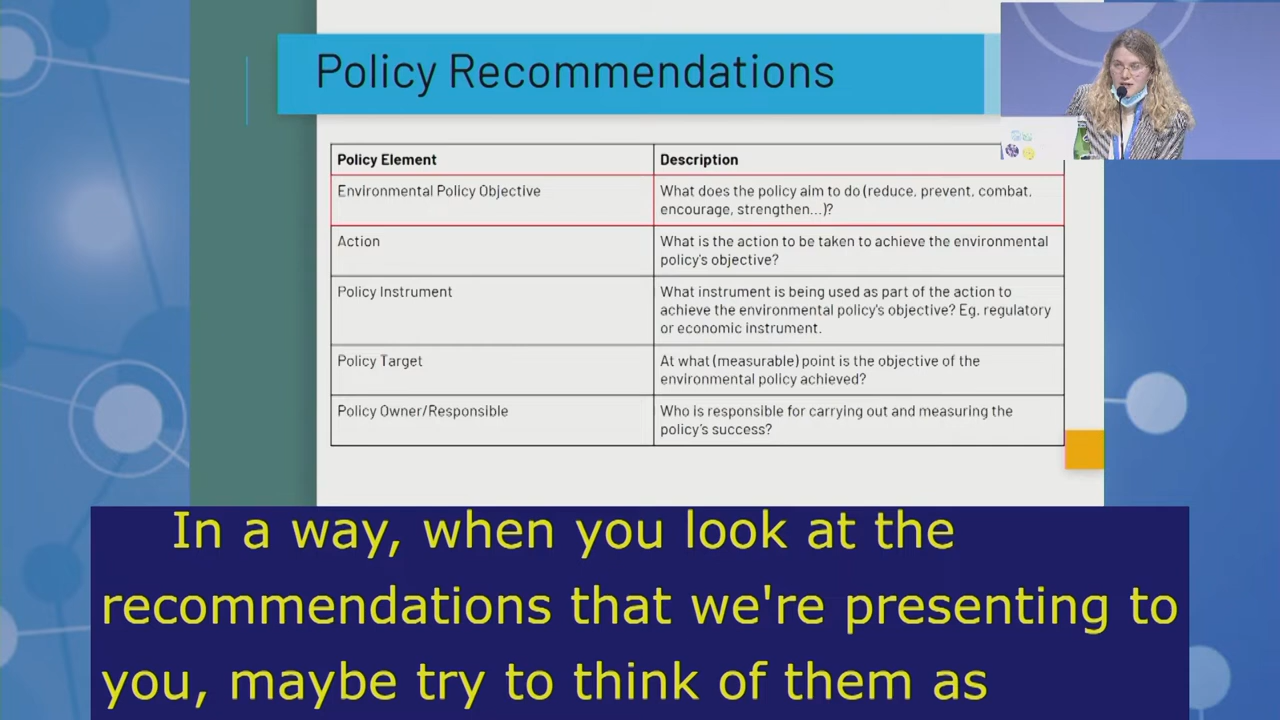 Policy Recommendations
Policy Element
Description
Environmental Policy Objective
What does the policy aim to do (reduce, prevent, combat,
encourage, strengthen...)?
Action
What is the action to be taken to achieve the environmental
policy's objective?
Policy Instrument
What instrument is being used as part of the action to
achieve the environmental policy's objective? Eg. regulatory
or economic instrument.
Policy Target
At what (measurable) point is the objective of the
environmental policy achieved?
Policy Owner/Responsible
Who is responsible for carrying out and measuring the
policy's success?
In a way, when you look at the
recommendations that we're presenting to
you, maybe try to think of them as